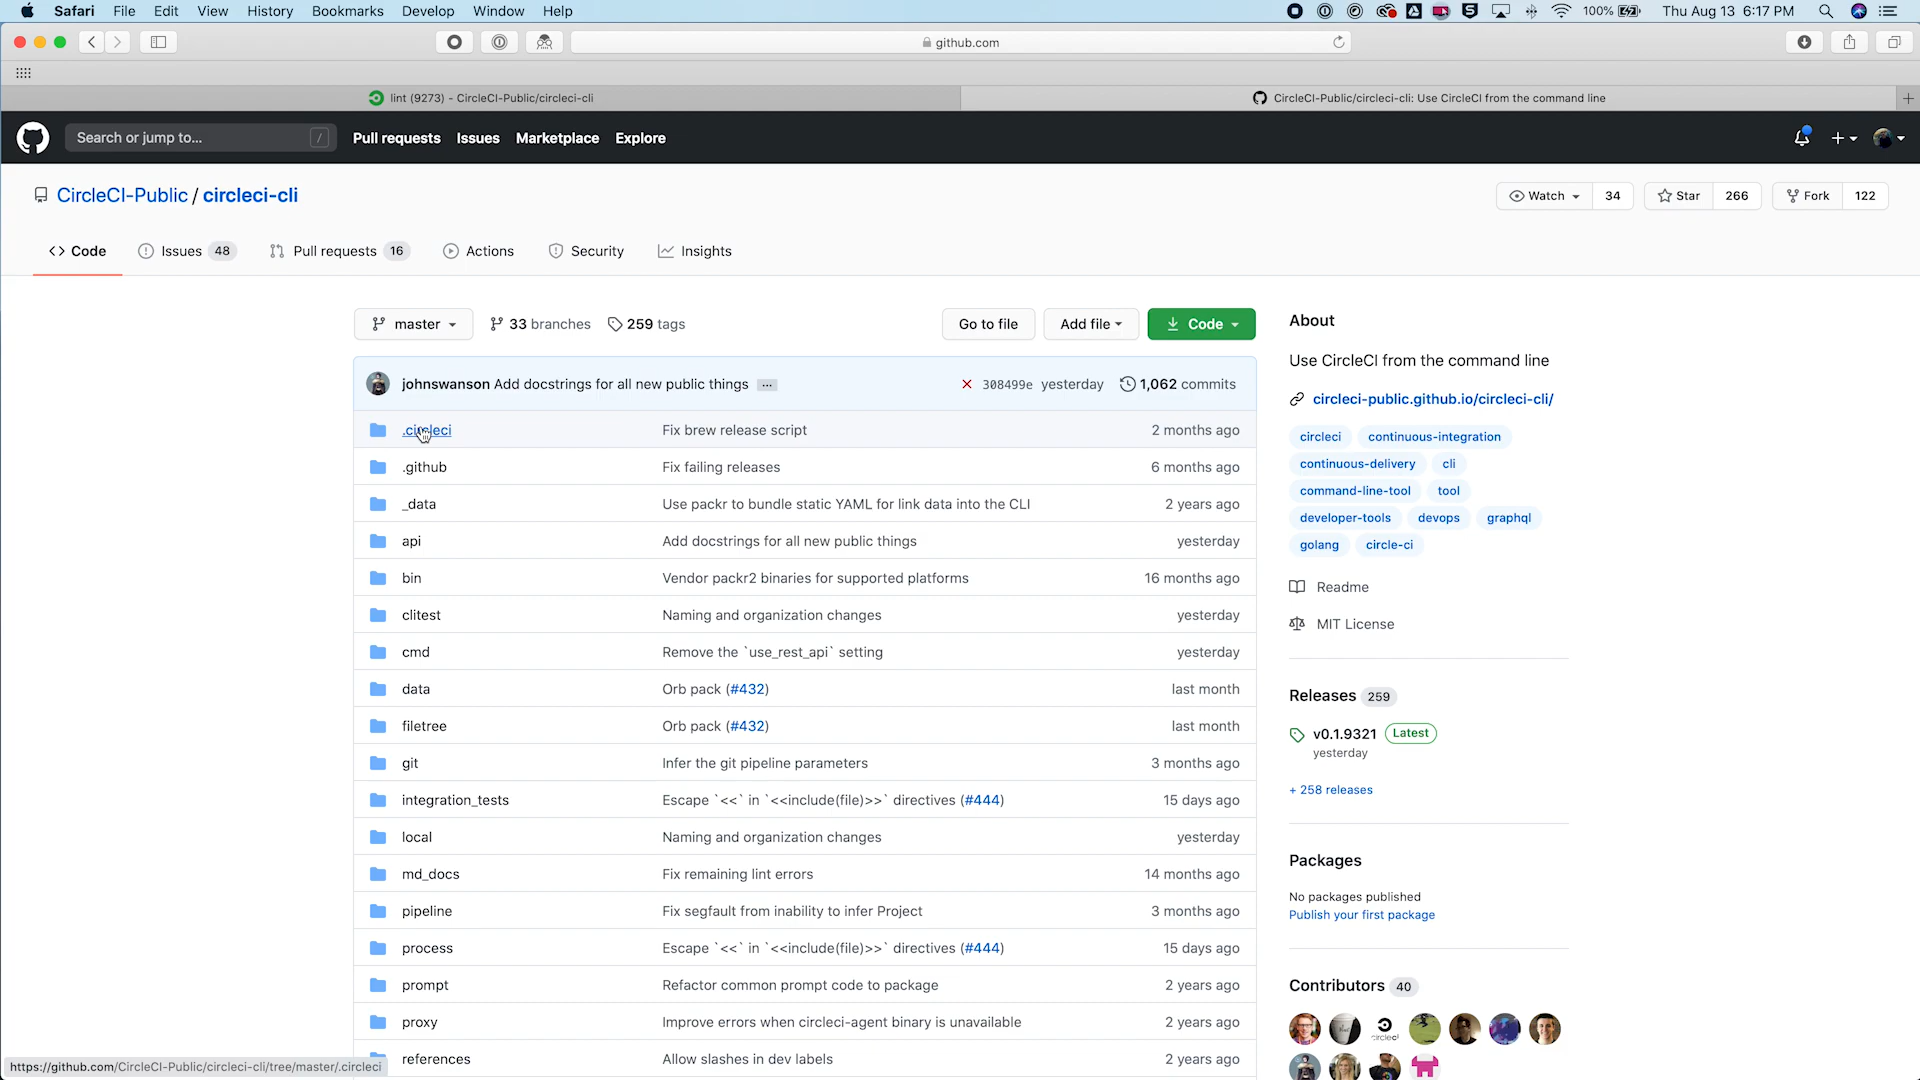 Safari File Edit View History Bookmarks Develop Window Help 100% Thu Aug 13 6:17 PM
github.com
lint (9273) - CircleCI-Public/circleci-cli
CircleCI-Public/circleci-cli: Use CircleCI from the command line
Search or jump to... / Pull requests Issues Marketplace Explore
CircleCI-Public / circleci-cli
Watch 34 Star 266 Fork 122
Code Issues 48 Pull requests 16 Actions Security Insights
master 33 branches 259 tags Go to file Add file Code
johnswanson Add docstrings for all new public things ... 308499e yesterday 1,062 commits
.circleci Fix brew release script 2 months ago
.github Fix failing releases 6 months ago
_data Use packr to bundle static YAML for link data into the CLI 2 years ago
api Add docstrings for all new public things yesterday
bin Vendor packr2 binaries for supported platforms 16 months ago
clitest Naming and organization changes yesterday
cmd Remove the `use_rest_api` setting yesterday
data Orb pack (#432) last month
filetree Orb pack (#432) last month
git Infer the git pipeline parameters 3 months ago
integration_tests Escape `<<` in `<<include(file)>>` directives (#444) 15 days ago
local Naming and organization changes yesterday
md_docs Fix remaining lint errors 14 months ago
pipeline Fix segfault from inability to infer Project 3 months ago
process Escape `<<` in `<<include(file)>>` directives (#444) 15 days ago
prompt Refactor common prompt code to package 2 years ago
proxy Improve errors when circleci-agent binary is unavailable 2 years ago
references Allow slashes in dev labels 2 years ago
About
Use CircleCI from the command line
circleci-public.github.io/circleci-cli/
circleci continuous-integration
continuous-delivery cli
command-line-tool tool
developer-tools devops graphql
golang circle-ci
Readme
MIT License
Releases 259
v0.1.9321 Latest
yesterday
+ 258 releases
Packages
No packages published
Publish your first package
Contributors 40
circleci
https://github.com/CircleCI-Public/circleci-cli/tree/master/.circleci